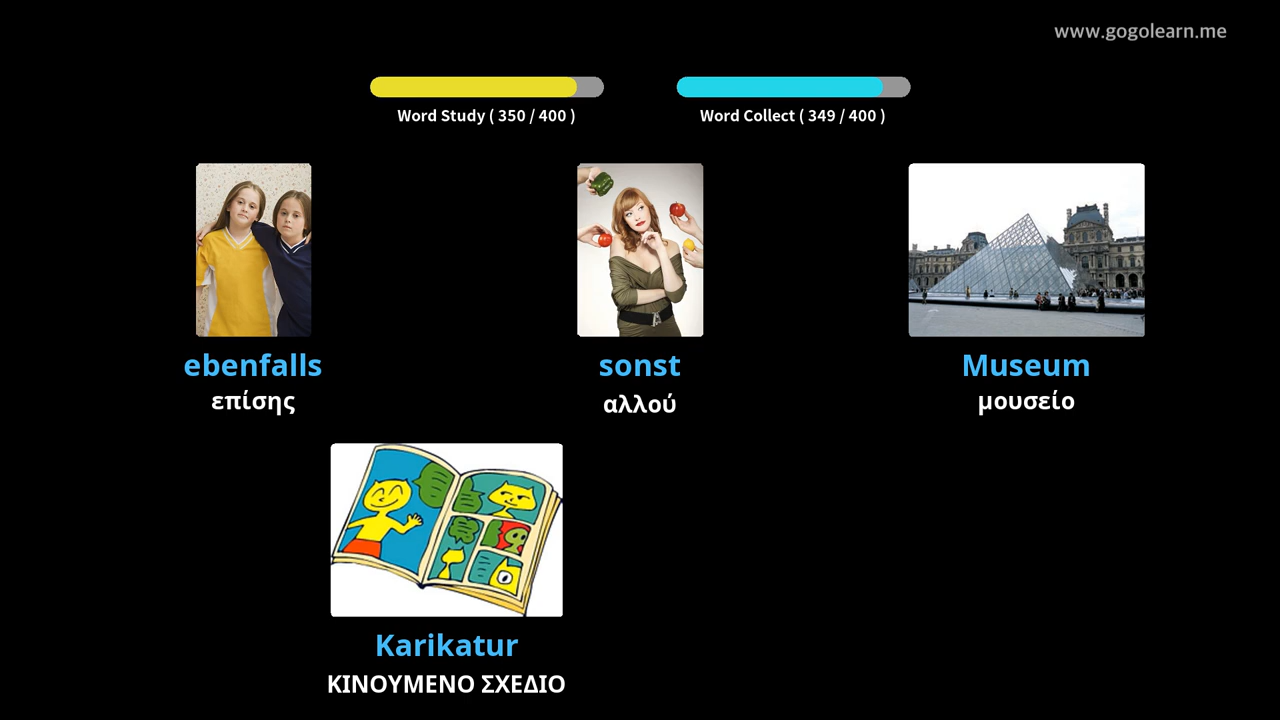 www.gogolearn.me
Word Study ( 350 / 400 )
Word Collect ( 349 / 400 )
ebenfalls
επίσης
sonst
αλλού
Museum
μουσείο
Karikatur
ΚΙΝΟΥΜΕΝΟ ΣΧΕΔΙΟ